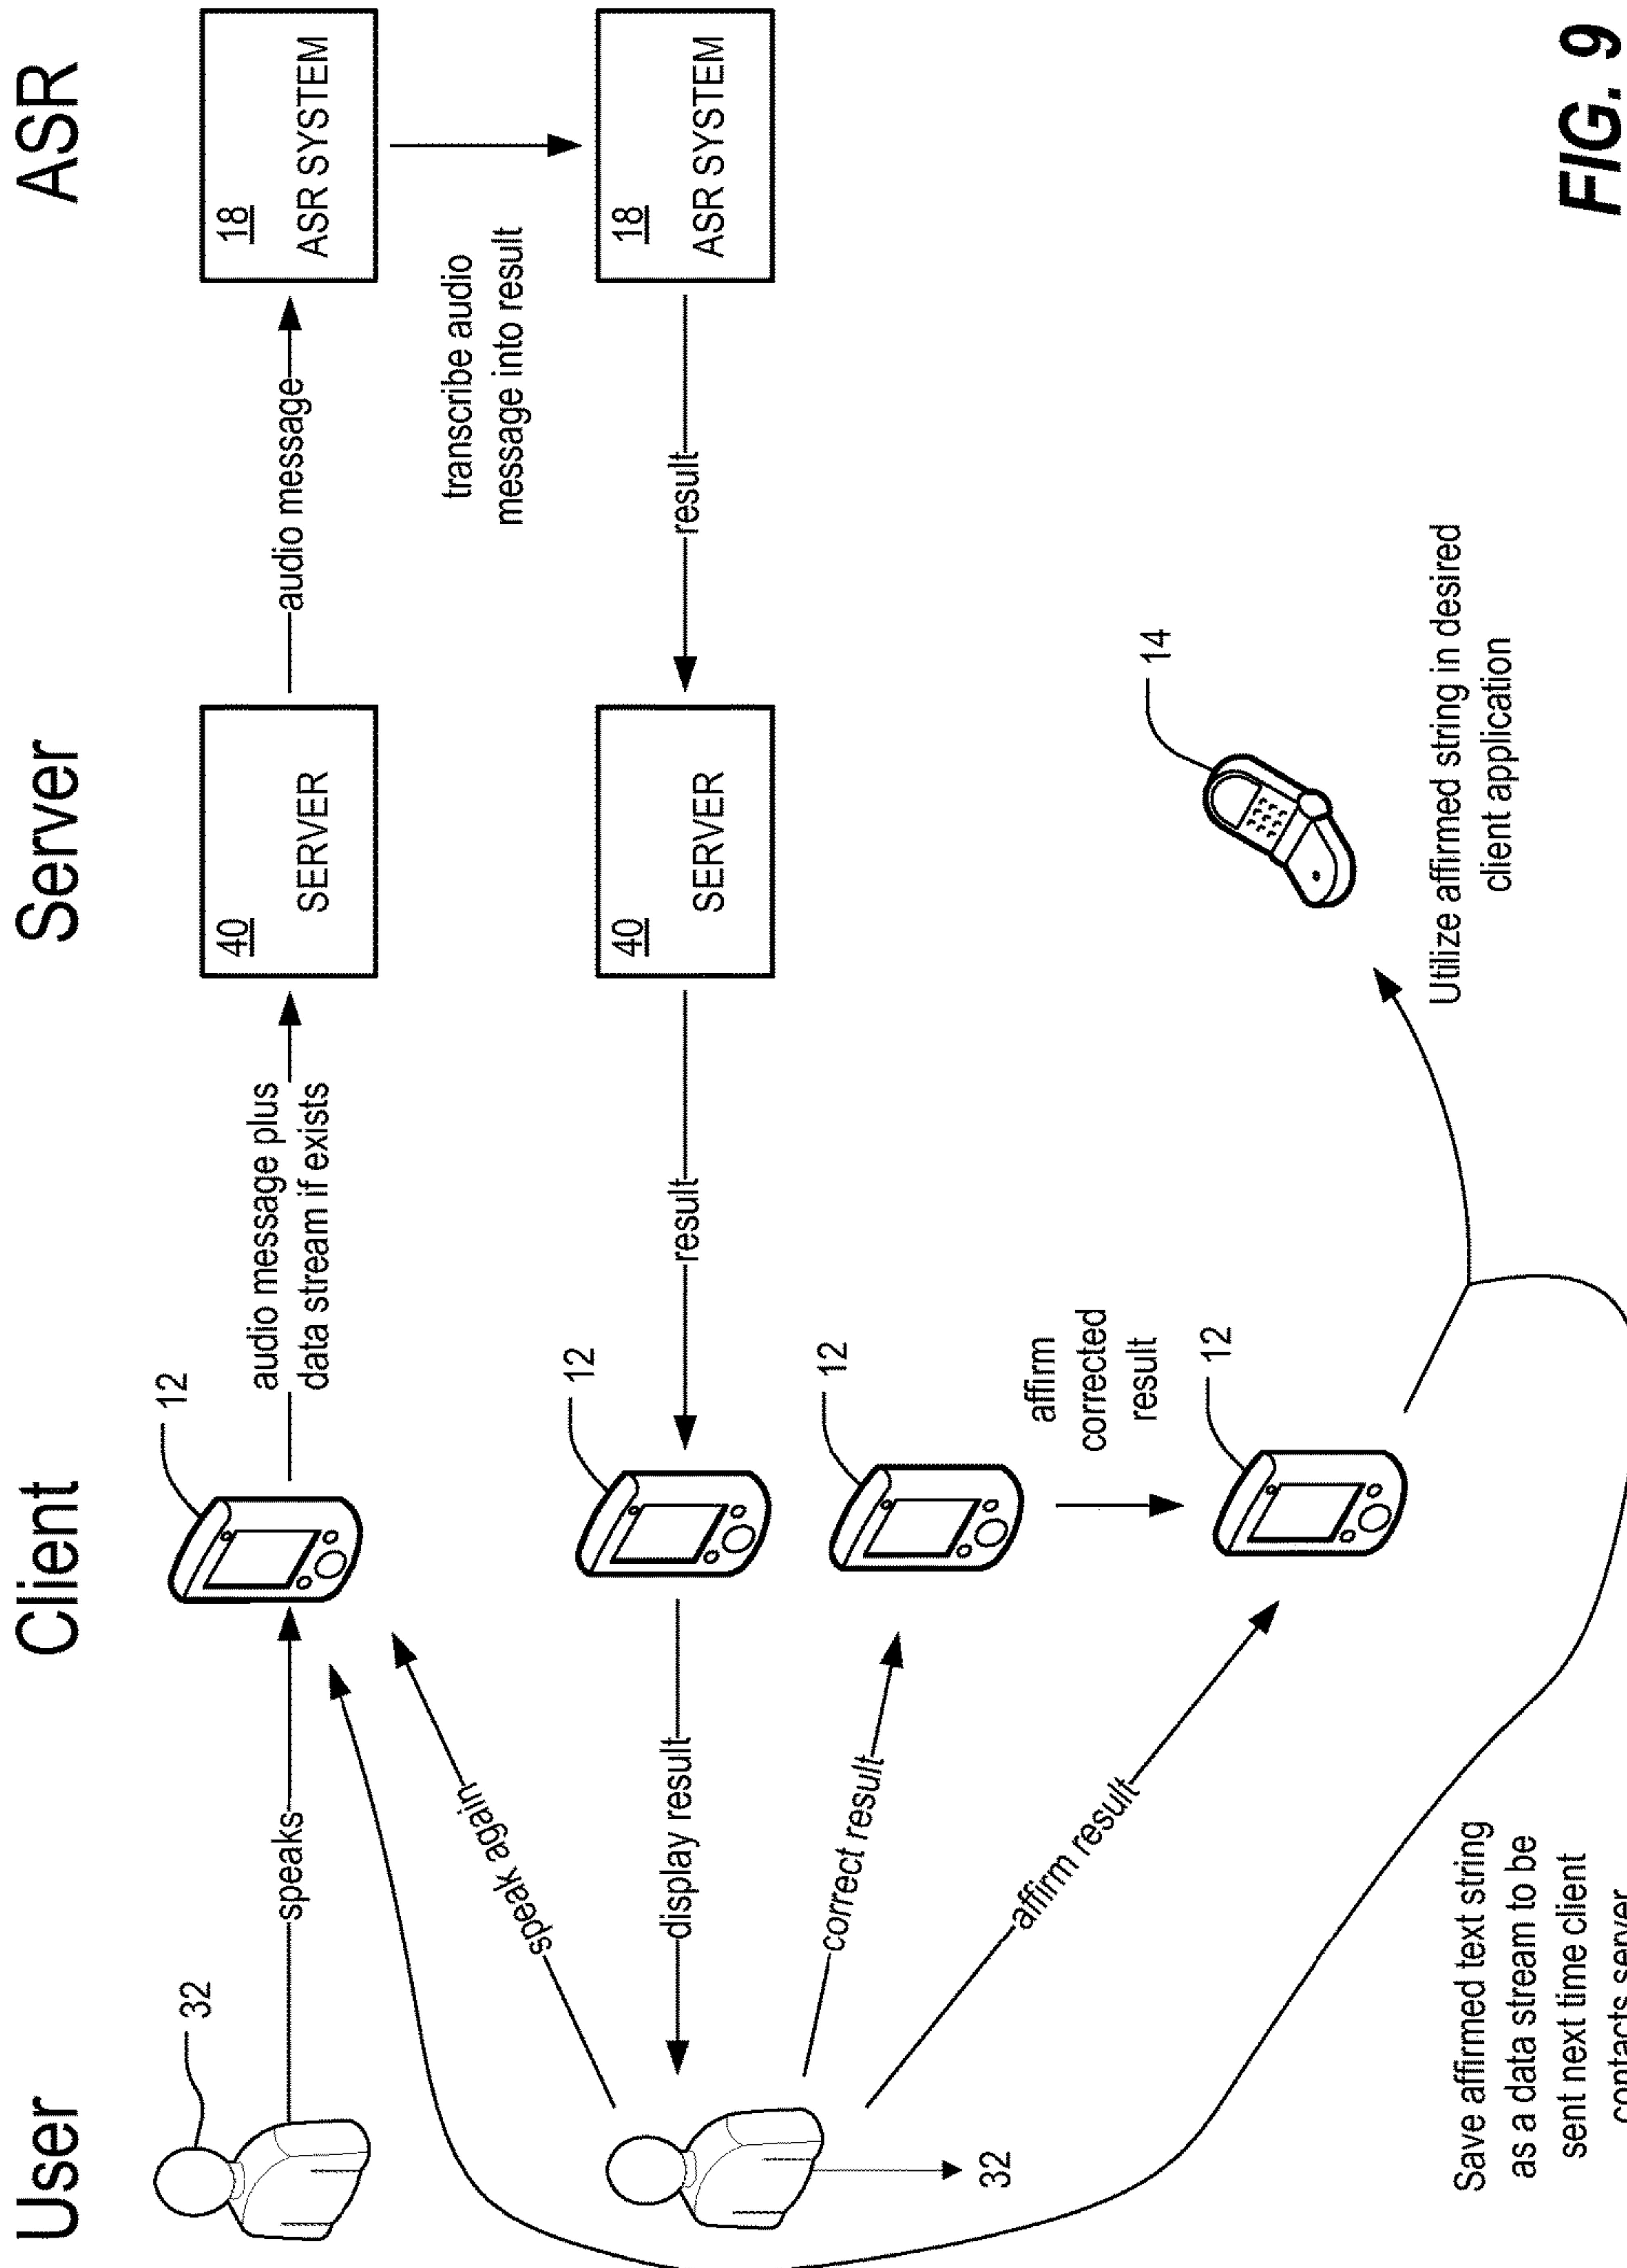 User
Client
Server
ASR
32
speaks
12
audio message plus
data stream if exists
40
SERVER
audio message
18
ASR SYSTEM
transcribe audio
message into result
speak again
display result
12
result
40
SERVER
result
18
ASR SYSTEM
32
correct result
12
affirm
corrected
result
affirm result
12
14
Utilize affirmed string in desired
client application
Save affirmed text string
as a data stream to be
sent next time client
contacts server
FIG. 9